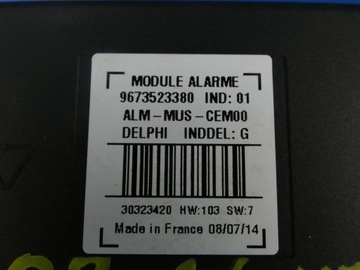 MODULE ALARME
9673523380 IND: 01
ALM-MUS-CEM00
DELPHI INDDEL: G
30323420 HW:103 SW:7
Made in France 08/07/14